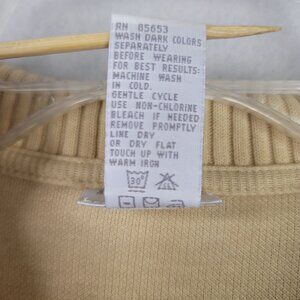 RN 85653
WASH DARK COLORS
SEPARATELY
BEFORE WEARING
FOR BEST RESULTS:
MACHINE WASH
IN COLD.
GENTLE CYCLE
USE NON-CHLORINE
BLEACH IF NEEDED
REMOVE PROMPTLY
LINE DRY
OR DRY FLAT
TOUCH UP WITH
WARM IRON
30°